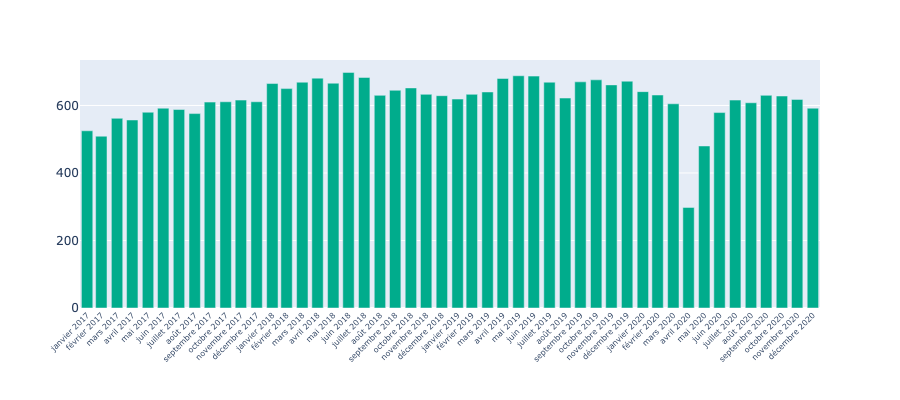 600
400
200
0
janvier 2017
février 2017
mars 2017
avril 2017
mai 2017
juin 2017
juillet 2017
août 2017
septembre 2017
octobre 2017
novembre 2017
décembre 2017
janvier 2018
février 2018
mars 2018
avril 2018
mai 2018
juin 2018
juillet 2018
août 2018
septembre 2018
octobre 2018
novembre 2018
décembre 2018
janvier 2019
février 2019
mars 2019
avril 2019
mai 2019
juin 2019
juillet 2019
août 2019
septembre 2019
octobre 2019
novembre 2019
décembre 2019
janvier 2020
février 2020
mars 2020
avril 2020
mai 2020
juin 2020
juillet 2020
août 2020
septembre 2020
octobre 2020
novembre 2020
décembre 2020